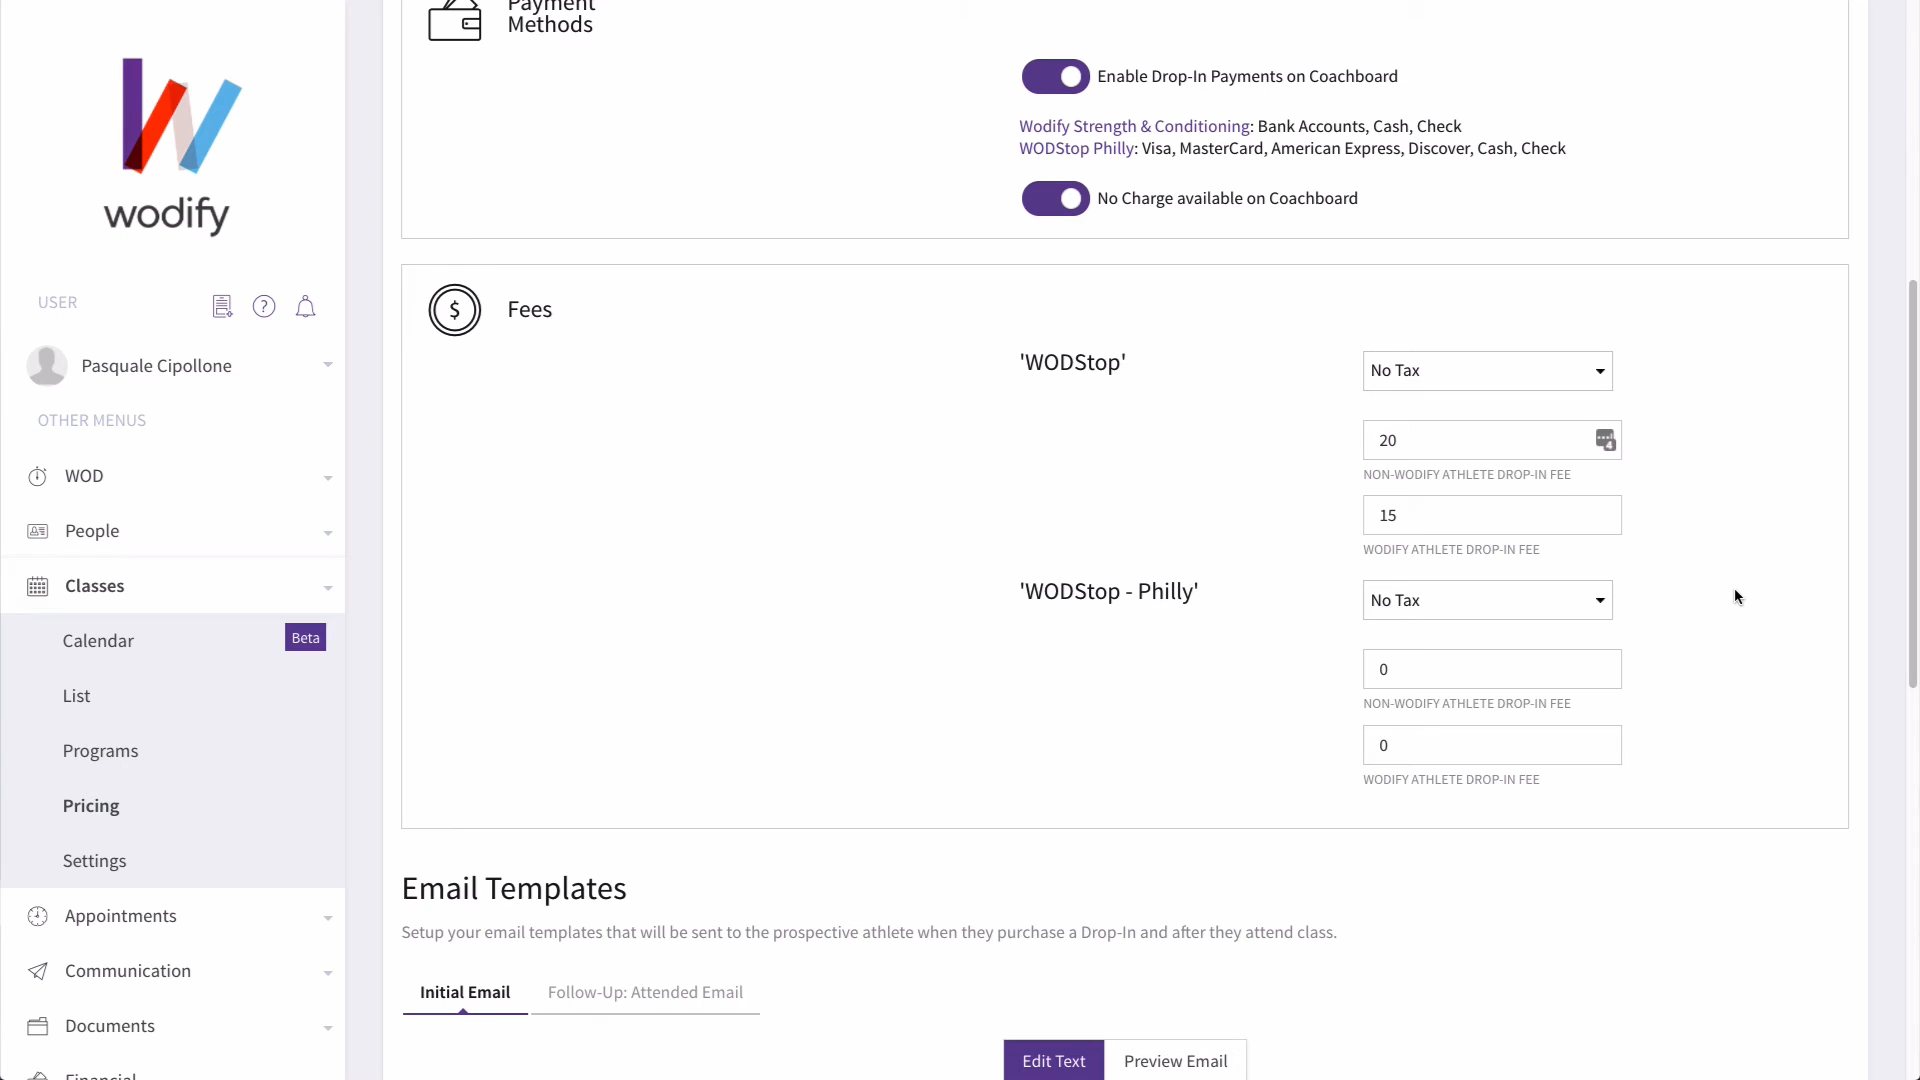 wodify
USER
Pasquale Cipollone
OTHER MENUS
WOD
People
Classes
Calendar
Beta
List
Programs
Pricing
Settings
Appointments
Communication
Documents
Financial
Payment
Methods
Enable Drop-In Payments on Coachboard
Wodify Strength & Conditioning: Bank Accounts, Cash, Check
WODStop Philly: Visa, MasterCard, American Express, Discover, Cash, Check
No Charge available on Coachboard
$
Fees
'WODStop'
No Tax
20
4
NON-WODIFY ATHLETE DROP-IN FEE
15
WODIFY ATHLETE DROP-IN FEE
'WODStop - Philly'
No Tax
0
NON-WODIFY ATHLETE DROP-IN FEE
0
WODIFY ATHLETE DROP-IN FEE
Email Templates
Setup your email templates that will be sent to the prospective athlete when they purchase a Drop-In and after they attend class.
Initial Email
Follow-Up: Attended Email
Edit Text
Preview Email